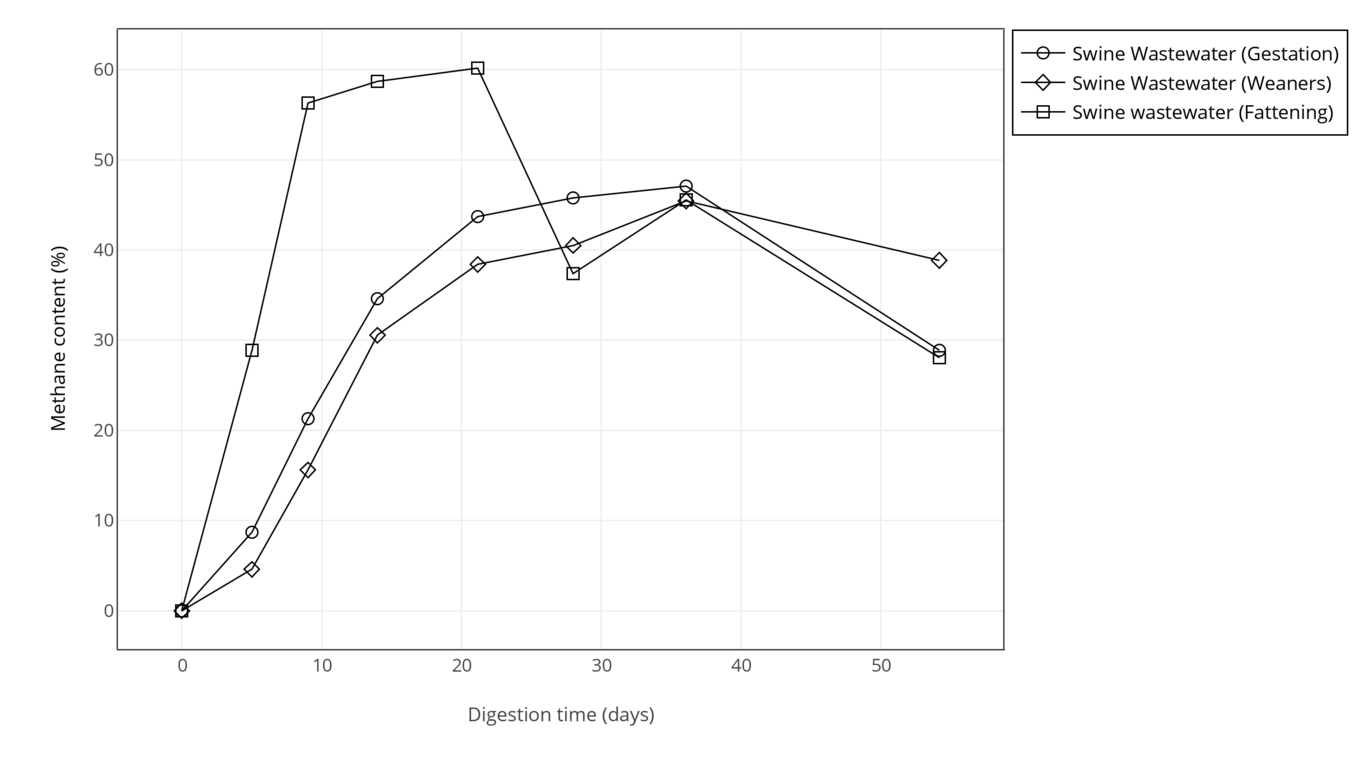 Swine Wastewater (Gestation)
Swine Wastewater (Weaners)
Swine wastewater (Fattening)
Methane content (%)
60
50
40
30
20
10
0
0 10 20 30 40 50
Digestion time (days)